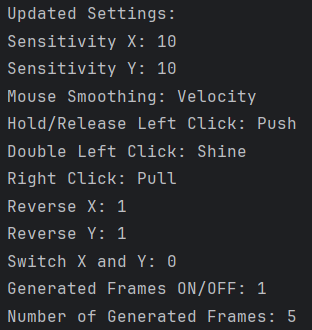 Updated Settings:
Sensitivity X: 10
Sensitivity Y: 10
Mouse Smoothing: Velocity
Hold/Release Left Click: Push
Double Left Click: Shine
Right Click: Pull
Reverse X: 1
Reverse Y: 1
Switch X and Y: 0
Generated Frames ON/OFF: 1
Number of Generated Frames: 5